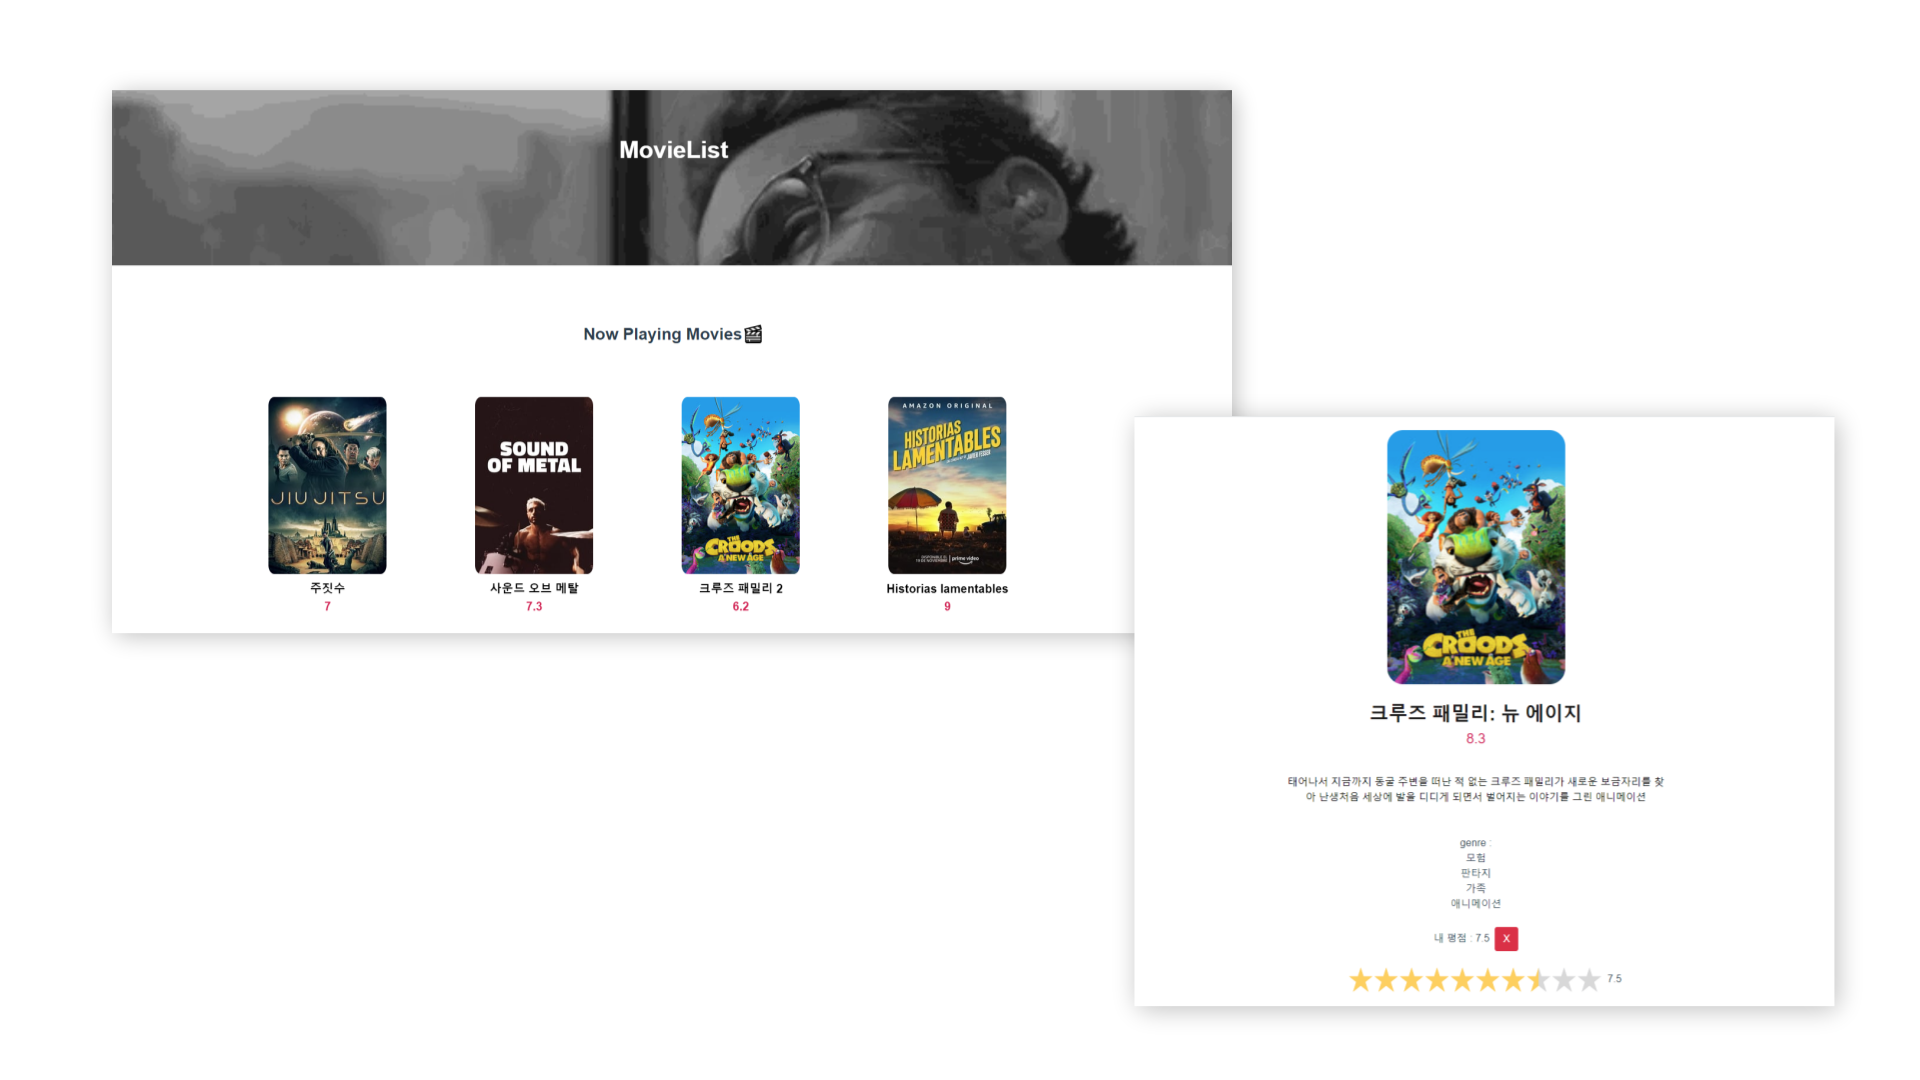 MovieList
Now Playing Movies🎬
JIU JITSU
주짓수
7
SOUND
OF METAL
사운드 오브 메탈
7.3
THE
CROODS
A NEW AGE
크루즈 패밀리 2
6.2
AMAZON ORIGINAL
HISTORIAS
LAMENTABLES
JAVIER FESSER
prime video
Historias lamentables
9
THE
CROODS
A NEW AGE
크루즈 패밀리: 뉴 에이지
8.3
태어나서 지금까지 동굴 주변을 떠난 적 없는 크루즈 패밀리가 새로운 보금자리를 찾
아 난생처음 세상에 발을 디디게 되면서 벌어지는 이야기를 그린 애니메이션
genre :
모험
판타지
가족
애니메이션
내 평점 : 7.5 X
7.5